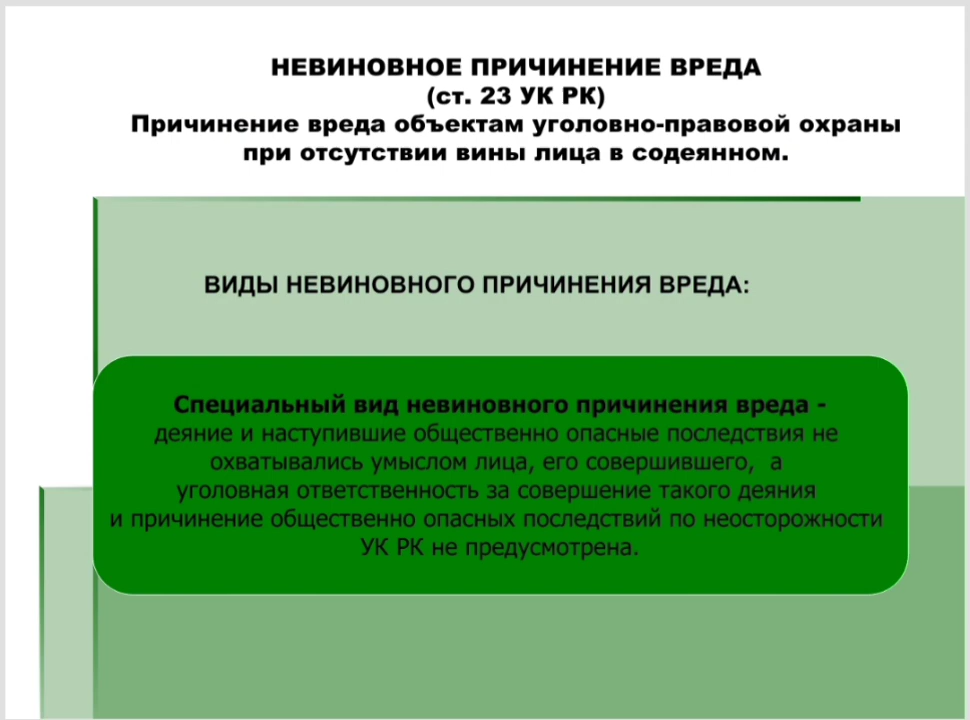 НЕВИНОВНОЕ ПРИЧИНЕНИЕ ВРЕДА
(ст. 23 УК РК)
Причинение вреда объектам уголовно-правовой охраны
при отсутствии вины лица в содеянном.
ВИДЫ НЕВИНОВНОГО ПРИЧИНЕНИЯ ВРЕДА:
Специальный вид невиновного причинения вреда -
деяние и наступившие общественно опасные последствия не
охватывались умыслом лица, его совершившего, а
уголовная ответственность за совершение такого деяния
и причинение общественно опасных последствий по неосторожности
УК РК не предусмотрена.